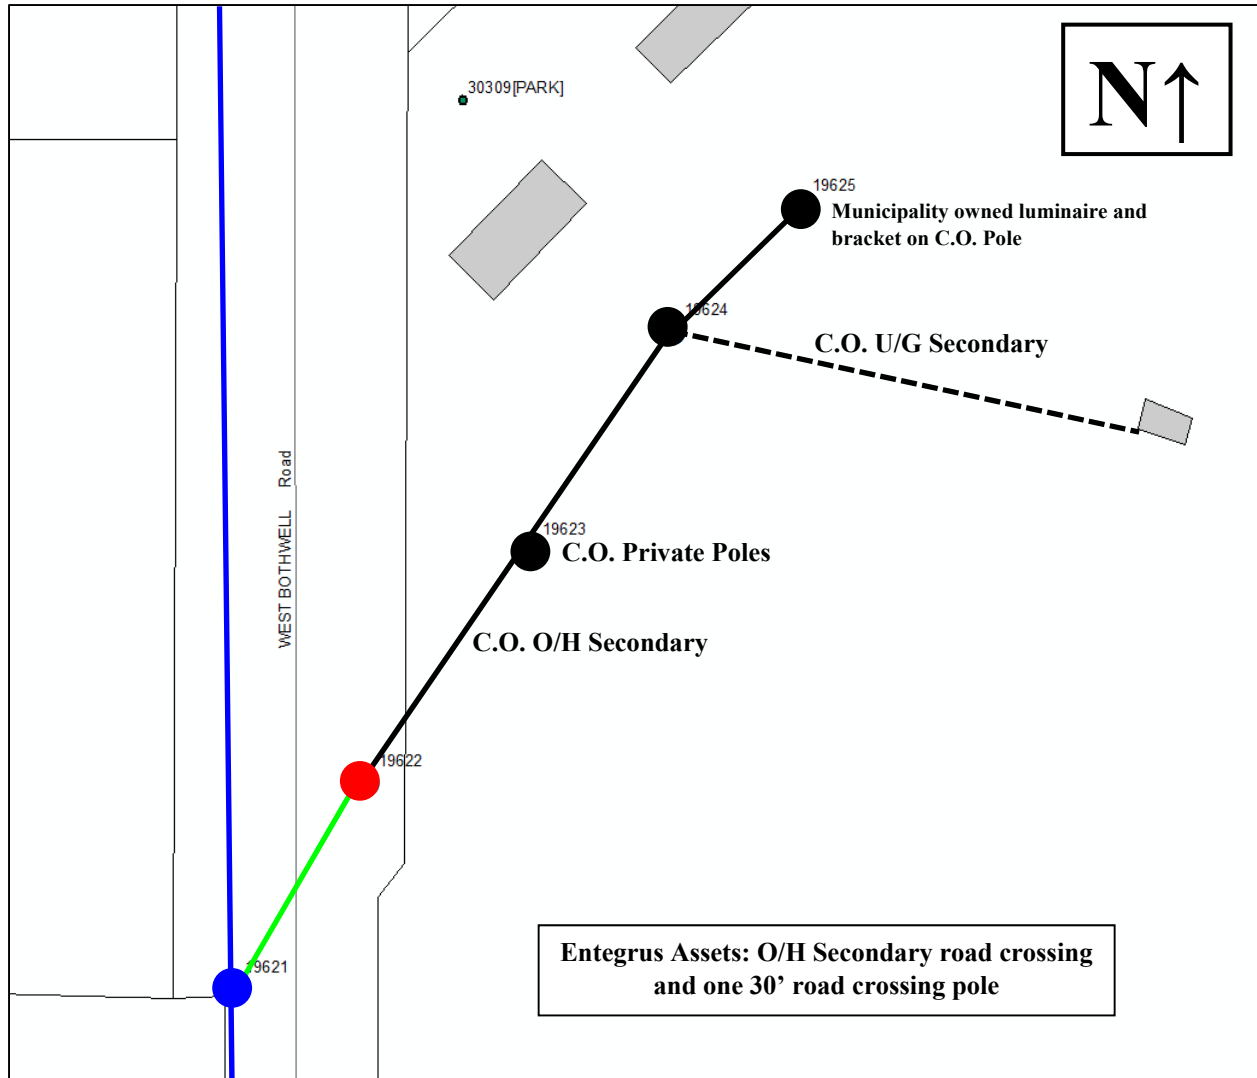 30309[PARK]
N↑
19625
Municipality owned luminaire and
bracket on C.O. Pole
19624
C.O. U/G Secondary
WEST BOTHWELL Road
19623
C.O. Private Poles
C.O. O/H Secondary
19622
19621
Entegrus Assets: O/H Secondary road crossing
and one 30’ road crossing pole